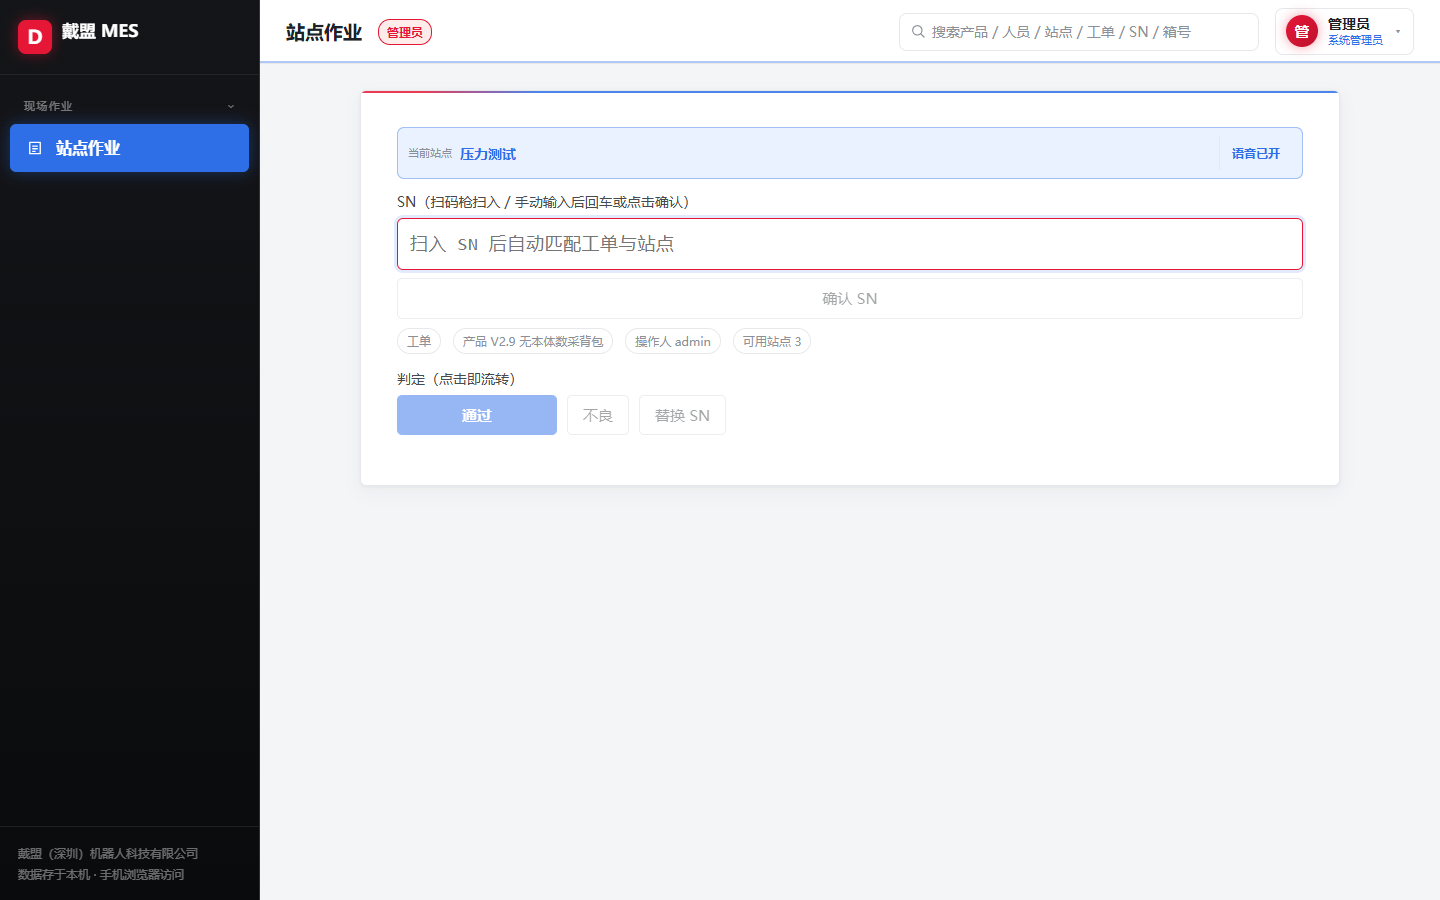 D 戴盟 MES
站点作业 管理员
搜索产品 / 人员 / 站点 / 工单 / SN / 箱号
管 管理员
系统管理员
现场作业
站点作业
当前站点 压力测试 语音已开
SN（扫码枪扫入 / 手动输入后回车或点击确认）
扫入 SN 后自动匹配工单与站点
确认 SN
工单 产品 V2.9 无本体数采背包 操作人 admin 可用站点 3
判定（点击即流转）
通过 不良 替换 SN
戴盟（深圳）机器人科技有限公司
数据存于本机 · 手机浏览器访问